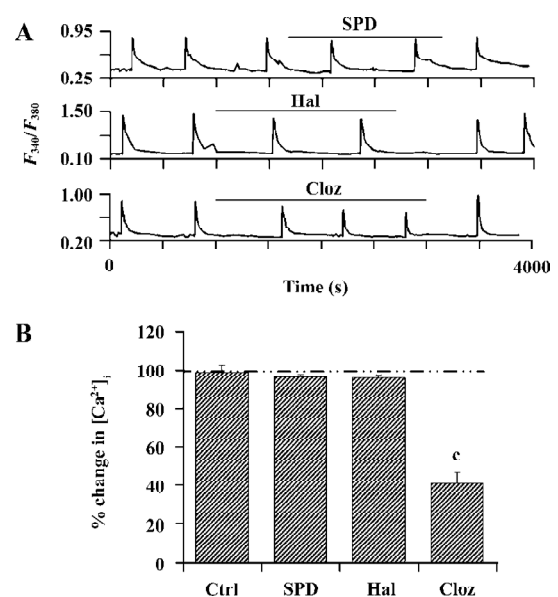 A
SPD
0.95
0.25
Hal
1.50
0.10
F340/F380
Cloz
1.00
0.20
0
4000
Time (s)
B
120
100
80
60
40
20
0
% change in [Ca2+]i
c
Ctrl
SPD
Hal
Cloz